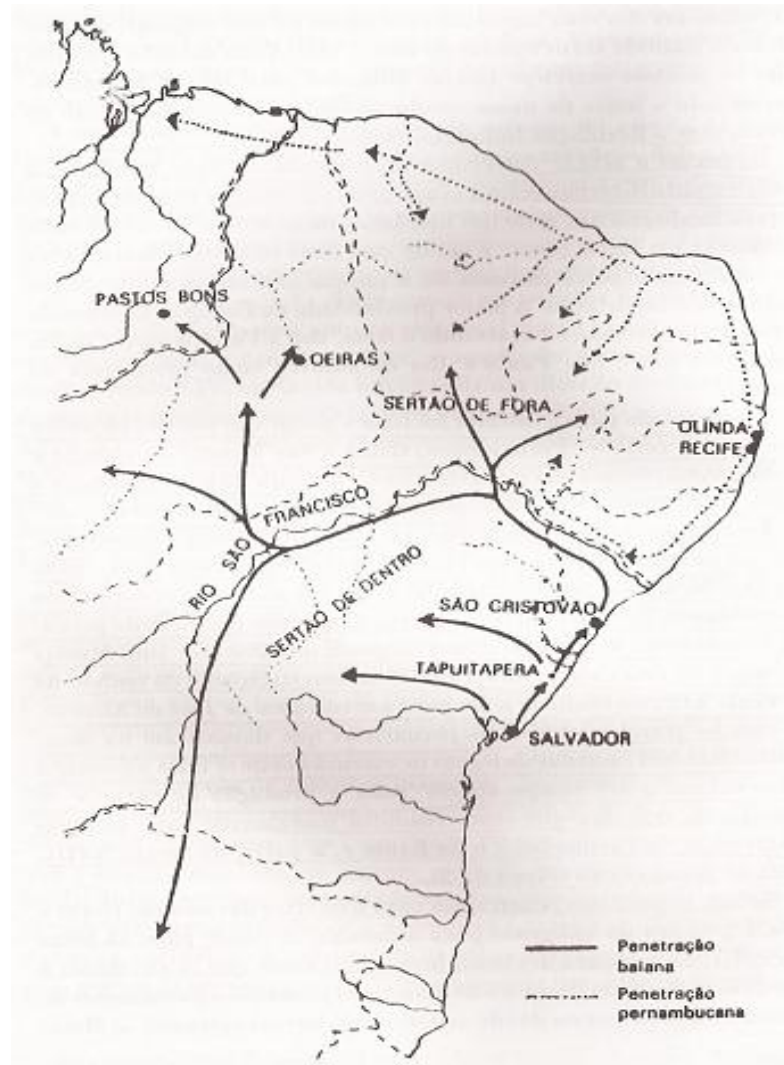 PASTOS BONS
OEIRAS
SERTÃO DE FORA
OLINDA
RECIFE
RIO SÃO FRANCISCO
SERTÃO DE DENTRO
SÃO CRISTOVÃO
TAPUITAPERA
SALVADOR
Penetração
baiana
Penetração
pernambucana